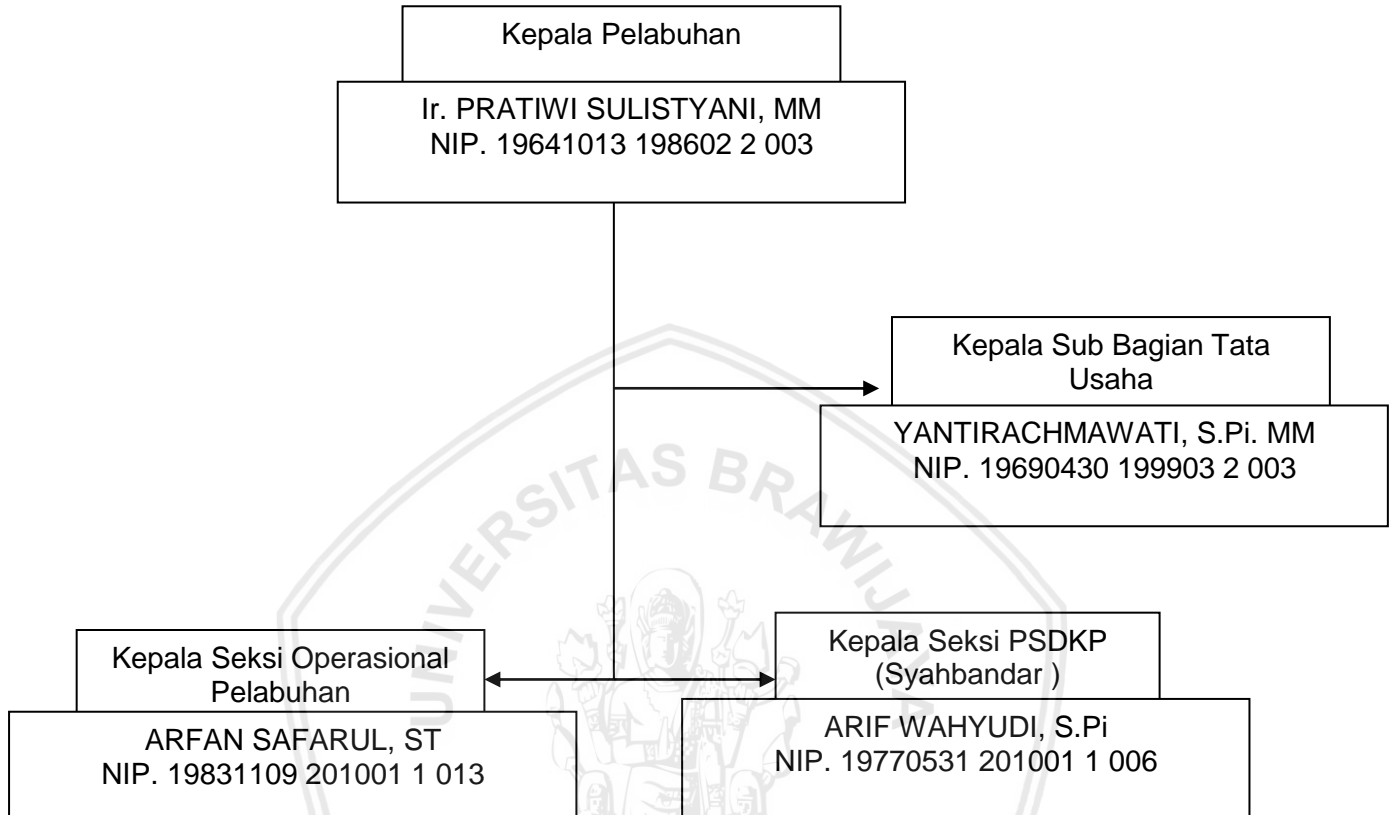 Kepala Pelabuhan
Ir. PRATIWI SULISTYANI, MM
NIP. 19641013 198602 2 003
Kepala Sub Bagian Tata
Usaha
YANTIRACHMAWATI, S.Pi. MM
NIP. 19690430 199903 2 003
UNIVERSITAS BRAWIJAYA
Kepala Seksi Operasional
Pelabuhan
ARFAN SAFARUL, ST
NIP. 19831109 201001 1 013
Kepala Seksi PSDKP
(Syahbandar )
ARIF WAHYUDI, S.Pi
NIP. 19770531 201001 1 006